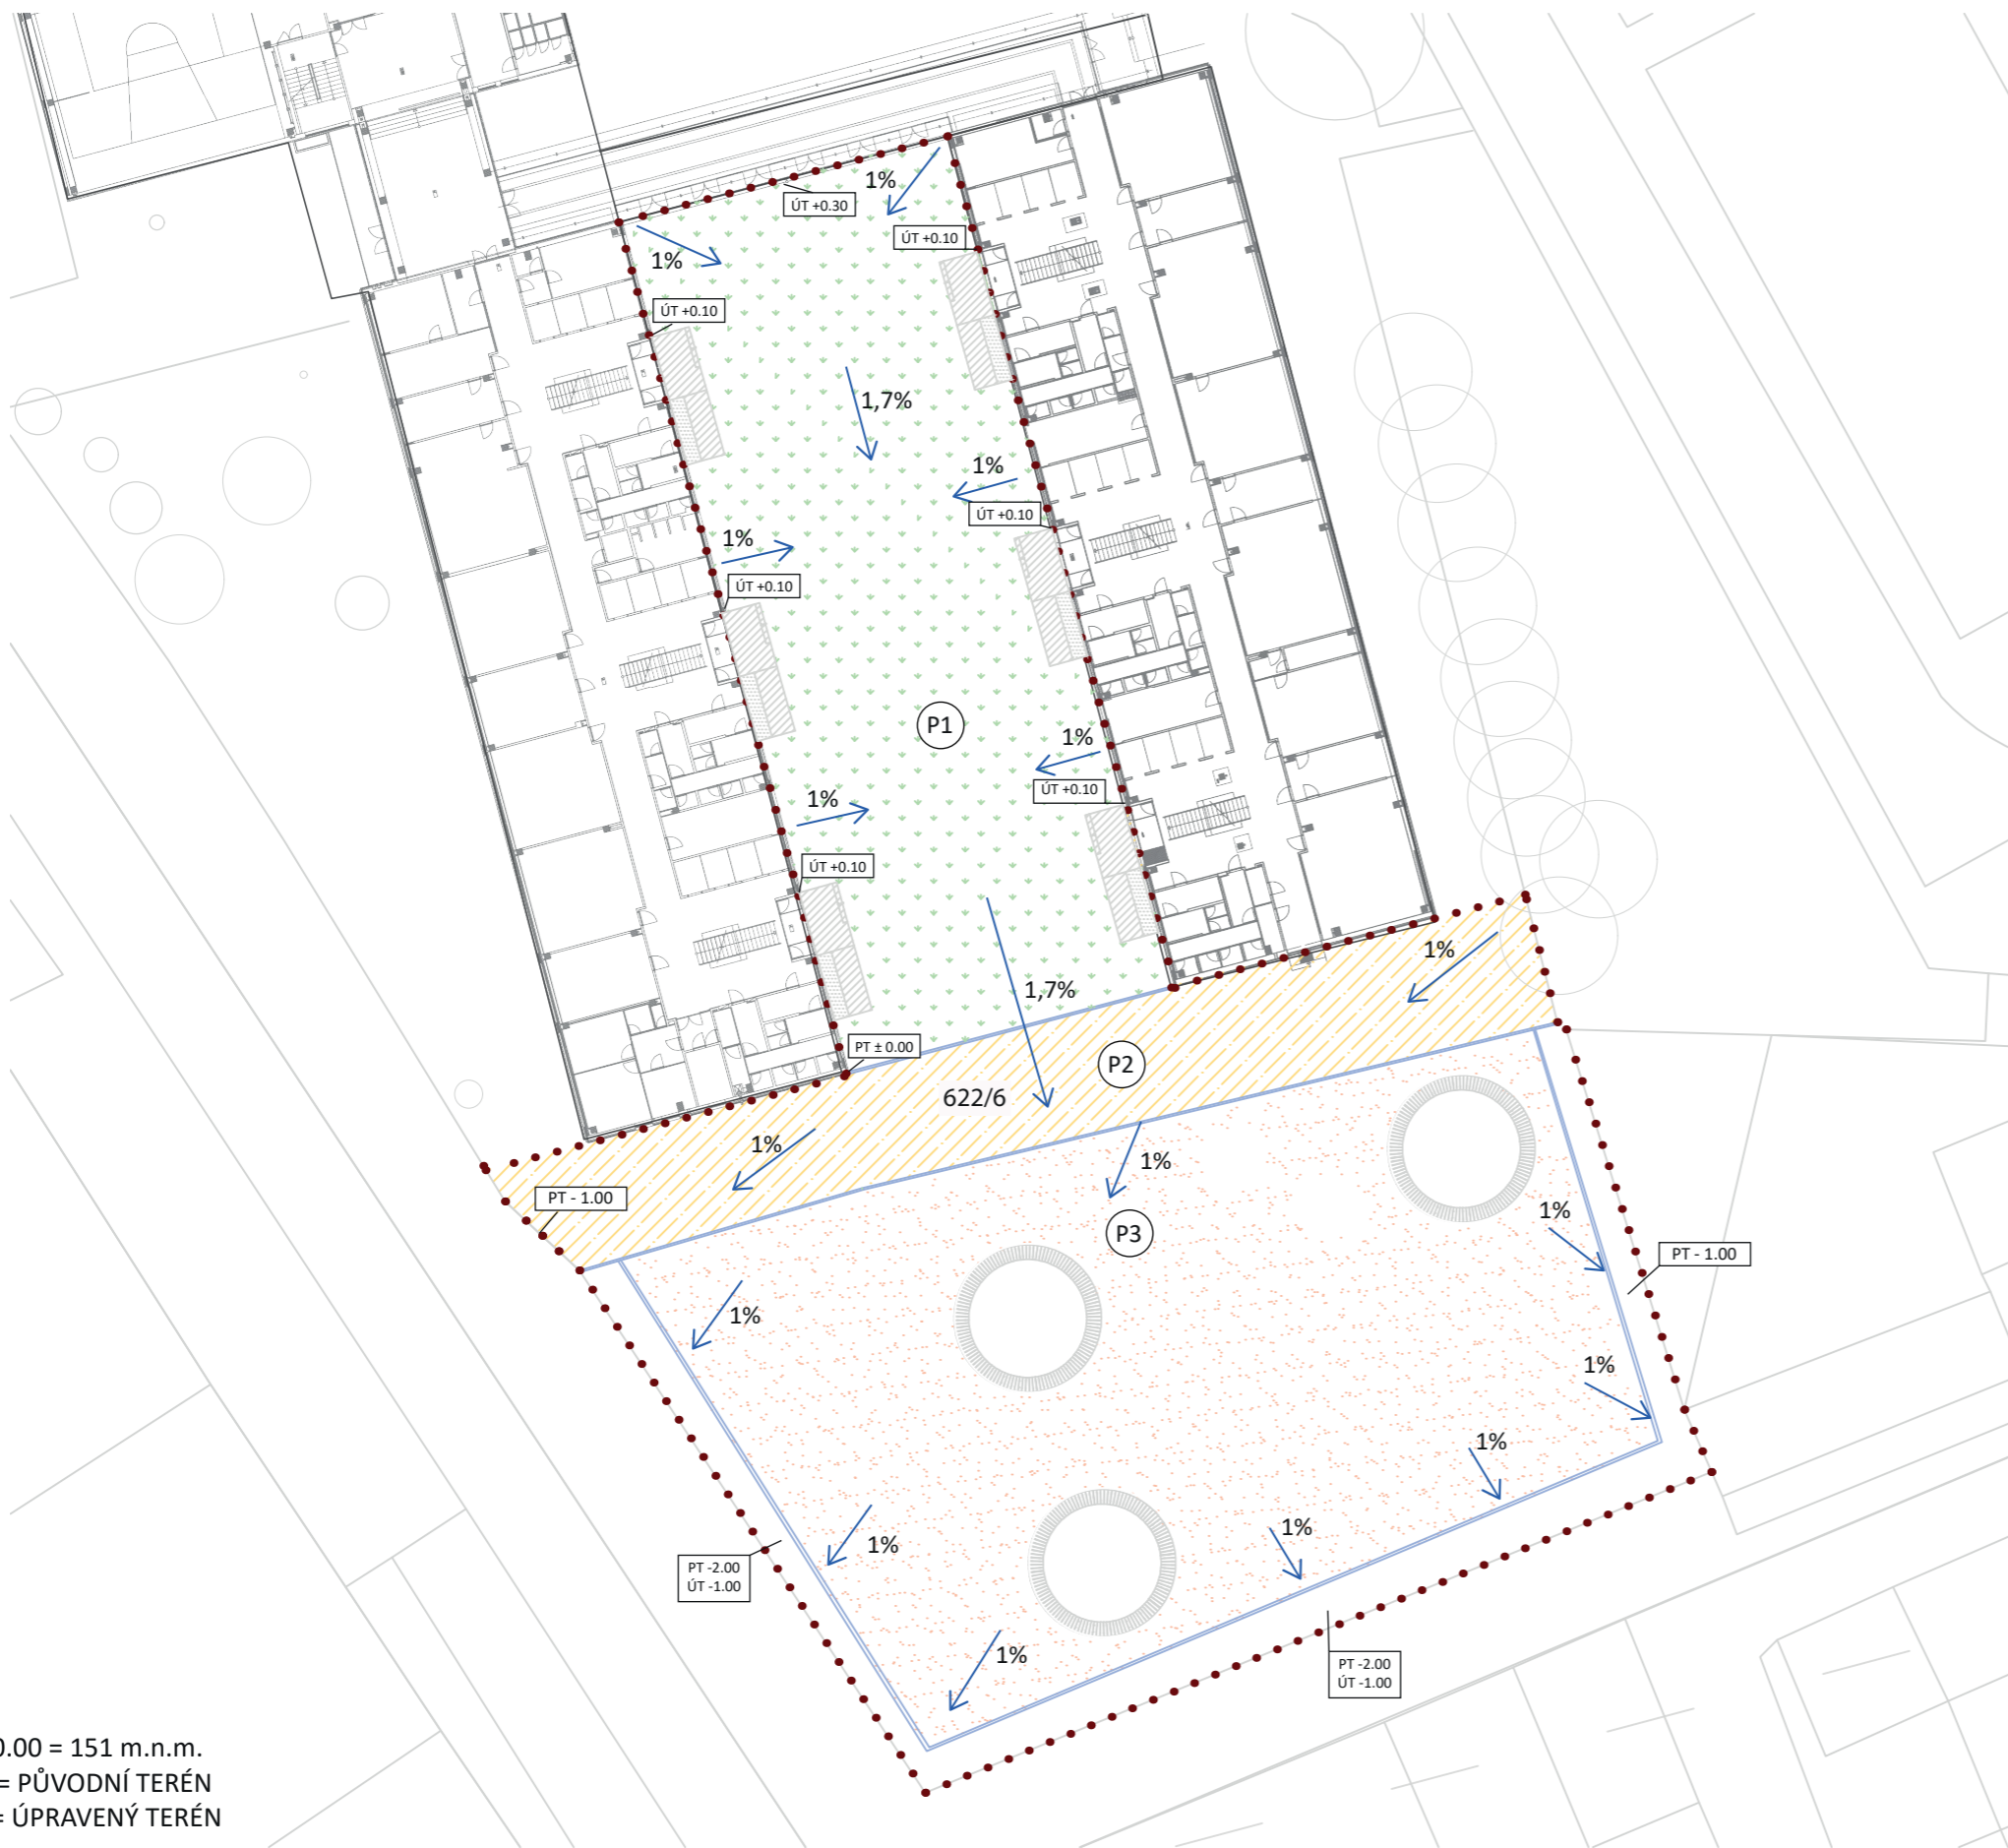 1%
ÚT +0.30
ÚT +0.10
1%
ÚT +0.10
1,7%
1%
ÚT +0.10
1%
ÚT +0.10
P1
1%
ÚT +0.10
1%
ÚT +0.10
1%
1,7%
PT ± 0.00
P2
622/6
1%
1%
PT - 1.00
1%
P3
1%
PT - 1.00
1%
1%
1%
1%
1%
PT -2.00
ÚT -1.00
1%
PT -2.00
ÚT -1.00
0.00 = 151 m.n.m.
= PŮVODNÍ TERÉN
= ÚPRAVENÝ TERÉN